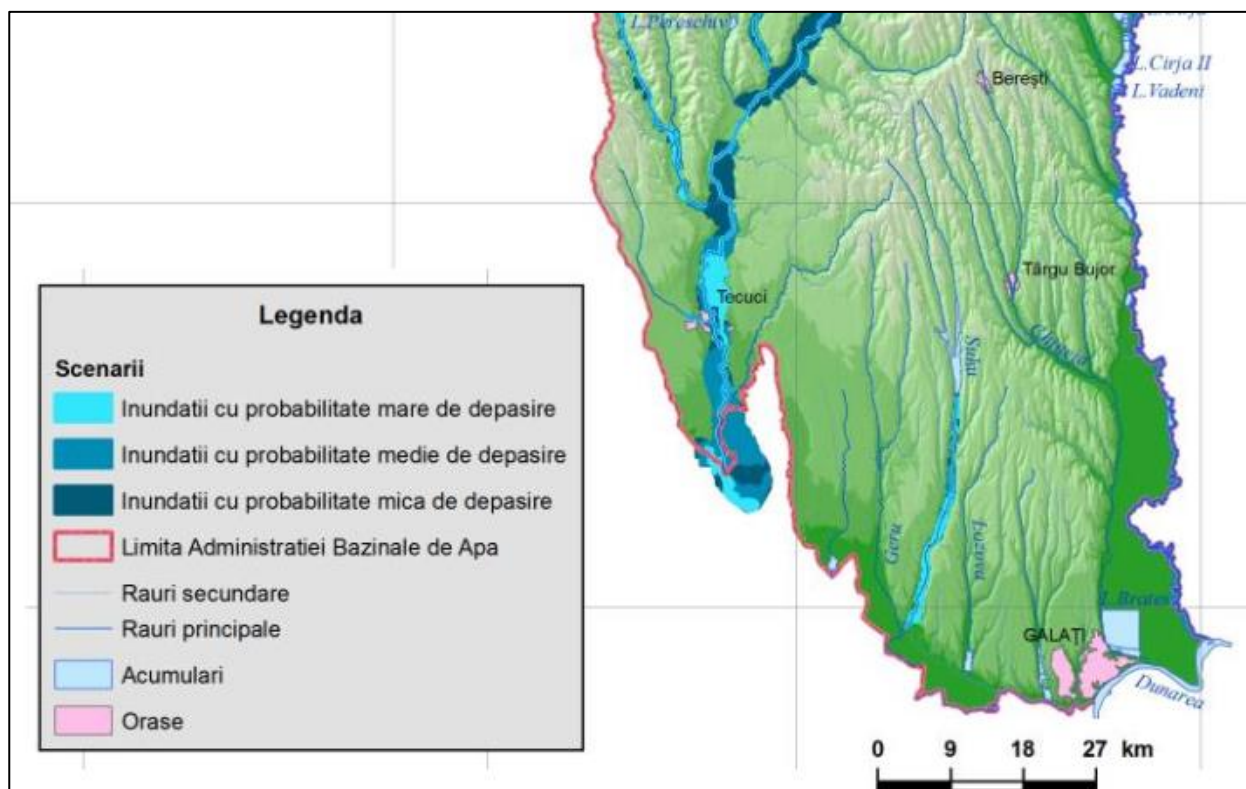 L.Pereschiv
L.Cirja II
Berești
L.Vadeni
Târgu Bujor
Tecuci
Chineja
Suhu
Geru
Lozova
L.Brates
GALAȚI
Dunarea
Legenda
Scenarii
Inundatii cu probabilitate mare de depasire
Inundatii cu probabilitate medie de depasire
Inundatii cu probabilitate mica de depasire
Limita Administratiei Bazinale de Apa
Rauri secundare
Rauri principale
Acumulari
Orase
0 9 18 27 km